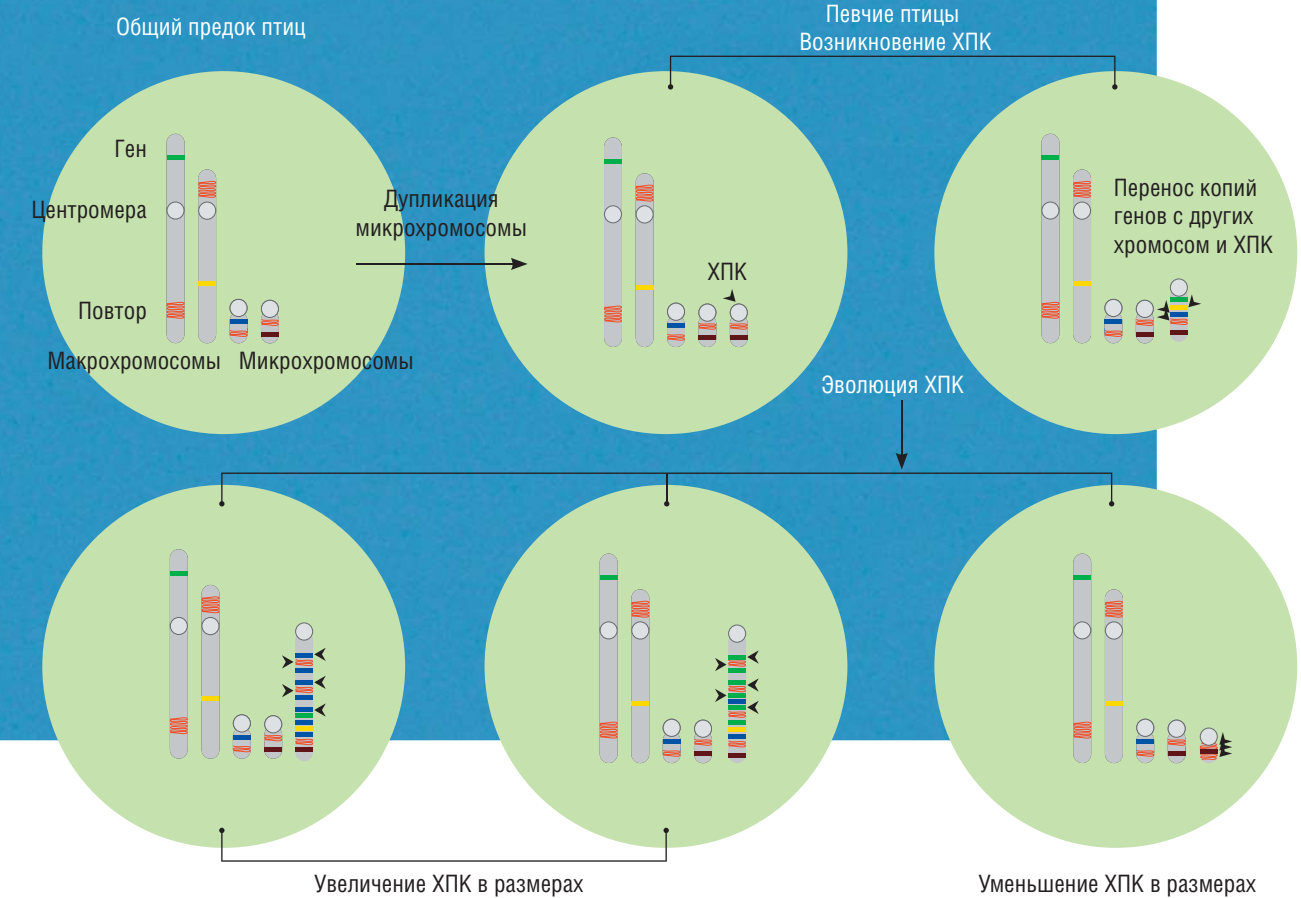 Общий предок птиц
Певчие птицы
Возникновение ХПК
Ген
Центромера
Повтор
Макрохромосомы
Микрохромосомы
Дупликация
микрохромосомы
ХПК
Перенос копий
генов с других
хромосом и ХПК
Эволюция ХПК
Увеличение ХПК в размерах
Уменьшение ХПК в размерах